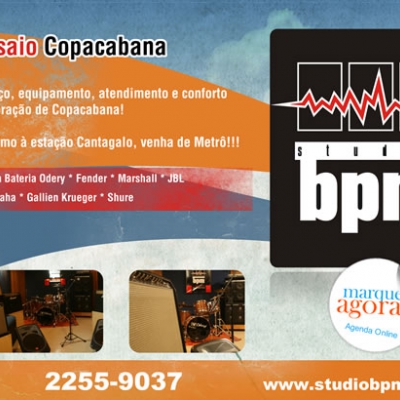 saio Copacabana
ço, equipamento, atendimento e conforto
ração de Copacabana!
mo à estação Cantagalo, venha de Metrô!!!
Bateria Odery * Fender * Marshall * JBL
aha * Gallien Krueger * Shure
studi
bpm
marque
agora
Agenda Online
2255-9037
www.studiobpm